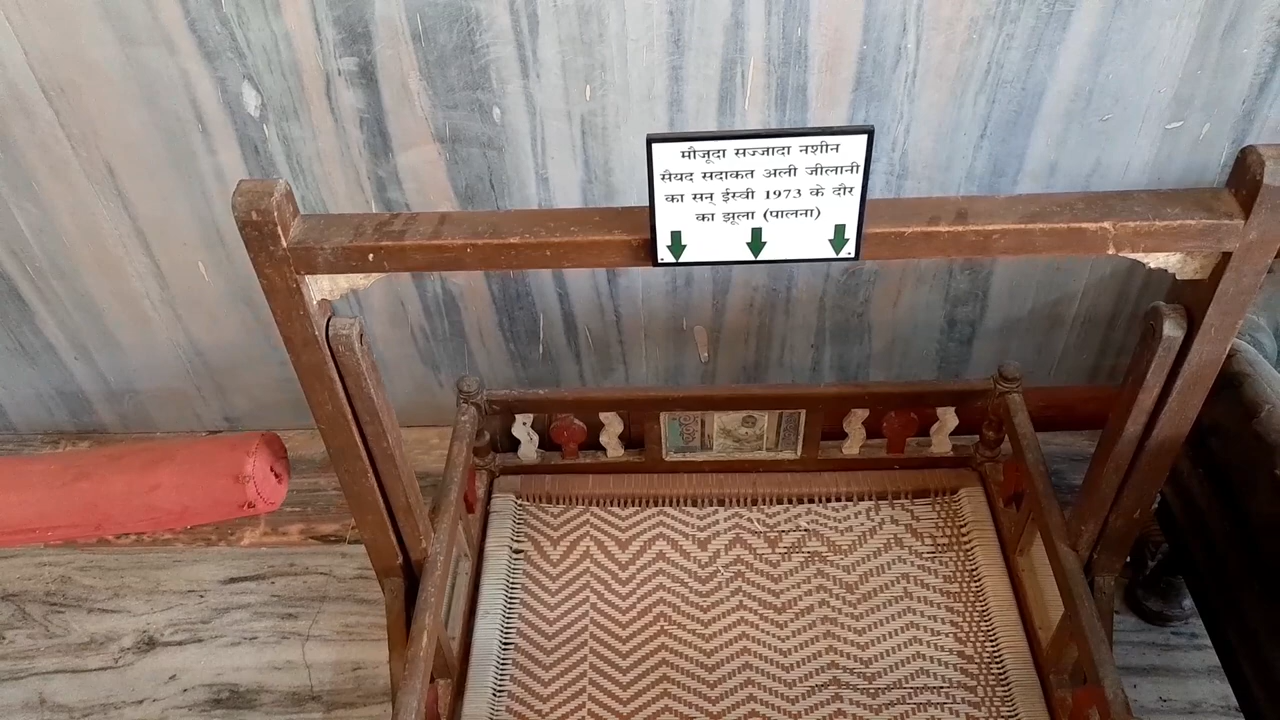 मौजूदा सज्जादा नशीन
सैयद सदाकत अली जीलानी
का सन् ईस्वी 1973 के दौर
का झूला (पालना)